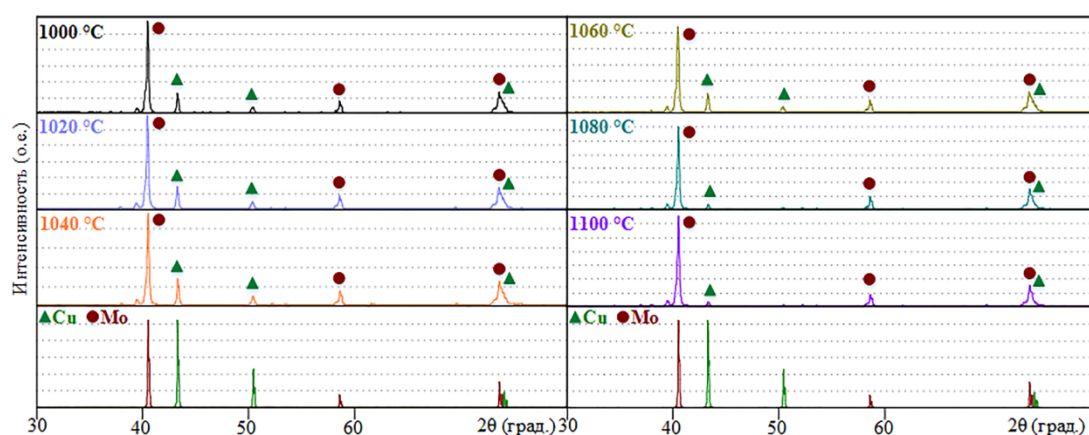 1000 °C
1020 °C
1040 °C
Cu Mo
1060 °C
1080 °C
1100 °C
Cu Mo
Интенсивность (о.е.)
30 40 50 60 2θ (град.) 30 40 50 60 2θ (град.)